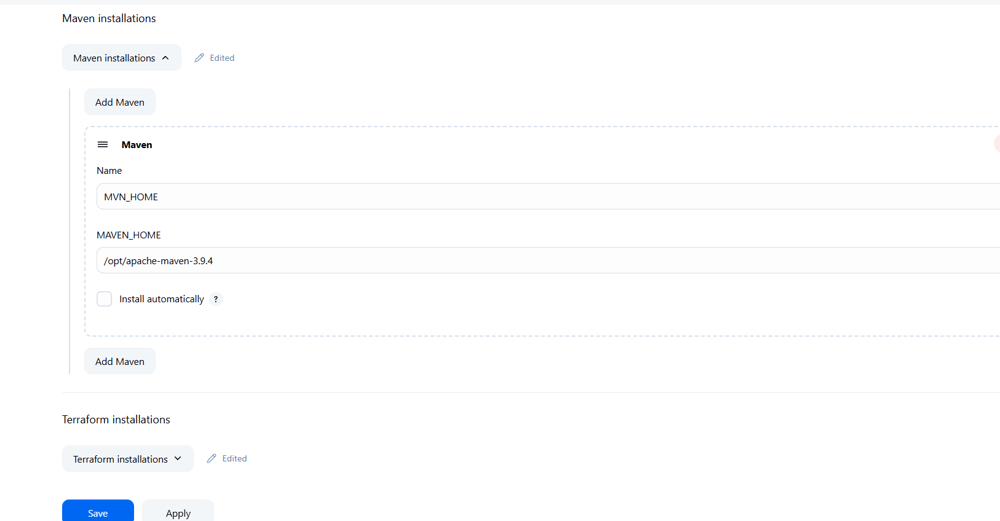 Maven installations
Maven installations
Edited
Add Maven
Maven
Name
MVN_HOME
MAVEN_HOME
/opt/apache-maven-3.9.4
Install automatically ?
Add Maven
Terraform installations
Terraform installations
Edited
Save
Apply